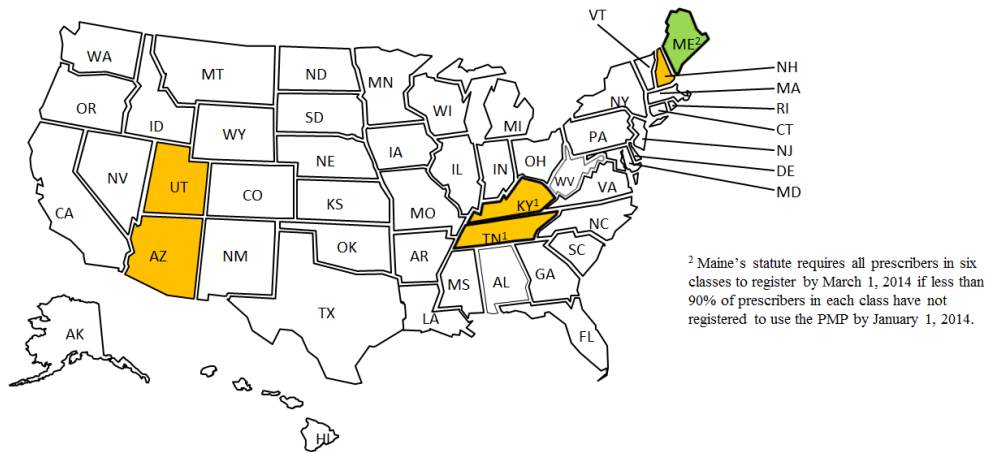 VT
ME²
WA
MT
ND
MN
NH
MA
OR
ID
WY
SD
WI
MI
NY
RI
CT
PA
NJ
NV
UT
CO
NE
IA
IL
IN
OH
WV
VA
DE
MD
CA
KS
MO
KY¹
NC
AZ
NM
OK
AR
TN¹
SC
MS
AL
GA
TX
LA
FL
AK
HI
² Maine's statute requires all prescribers in six
classes to register by March 1, 2014 if less than
90% of prescribers in each class have not
registered to use the PMP by January 1, 2014.